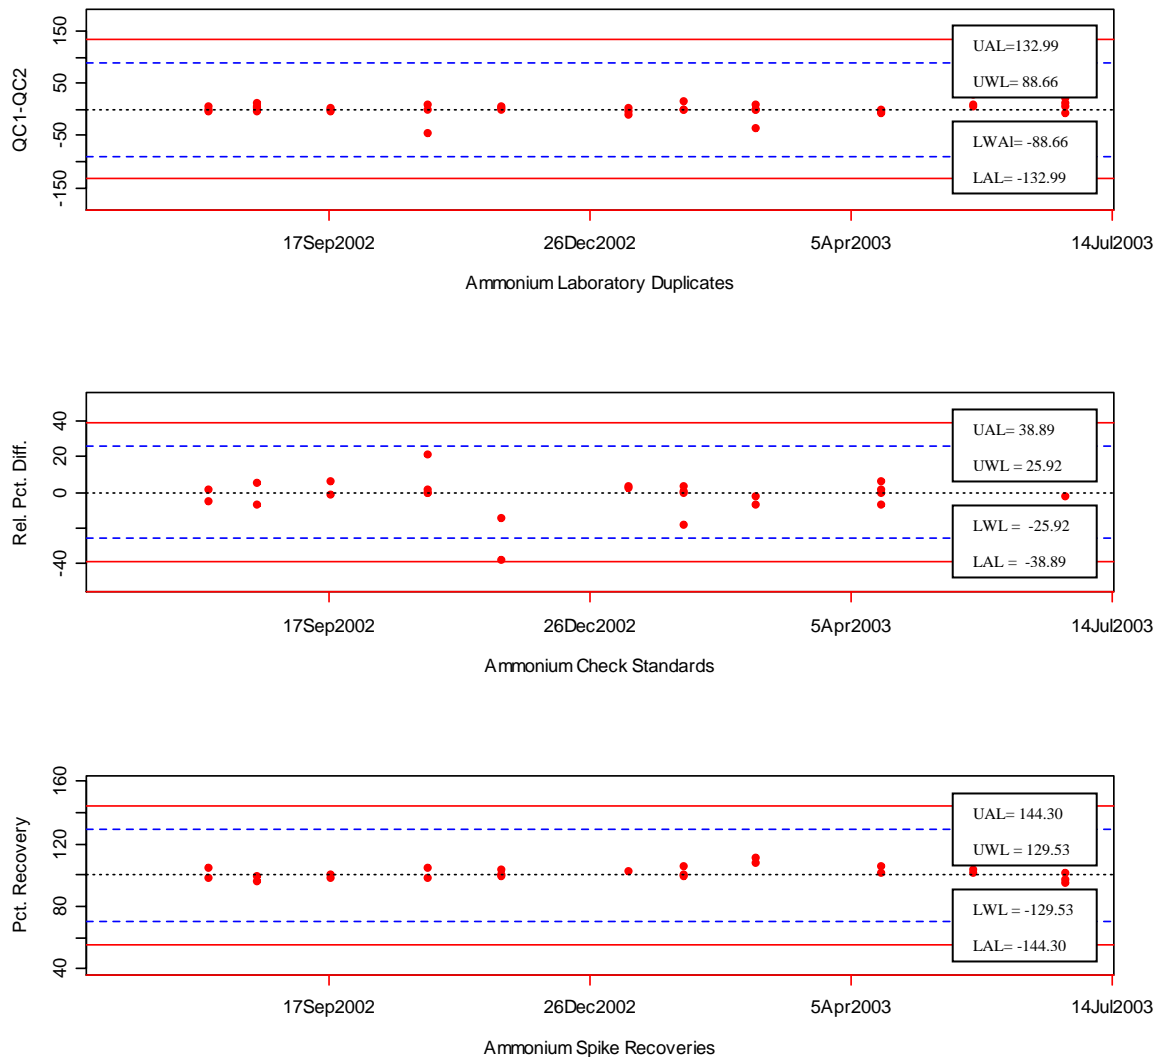 150
50
-50
-150
QC1-QC2
UAL=132.99
UWL= 88.66
LWAl= -88.66
LAL= -132.99
17Sep2002 26Dec2002 5Apr2003 14Jul2003
Ammonium Laboratory Duplicates
40
20
0
-40
Rel. Pct. Diff.
UAL= 38.89
UWL= 25.92
LWL = -25.92
LAL = -38.89
17Sep2002 26Dec2002 5Apr2003 14Jul2003
Ammonium Check Standards
160
120
80
40
Pct. Recovery
UAL= 144.30
UWL = 129.53
LWL = -129.53
LAL= -144.30
17Sep2002 26Dec2002 5Apr2003 14Jul2003
Ammonium Spike Recoveries